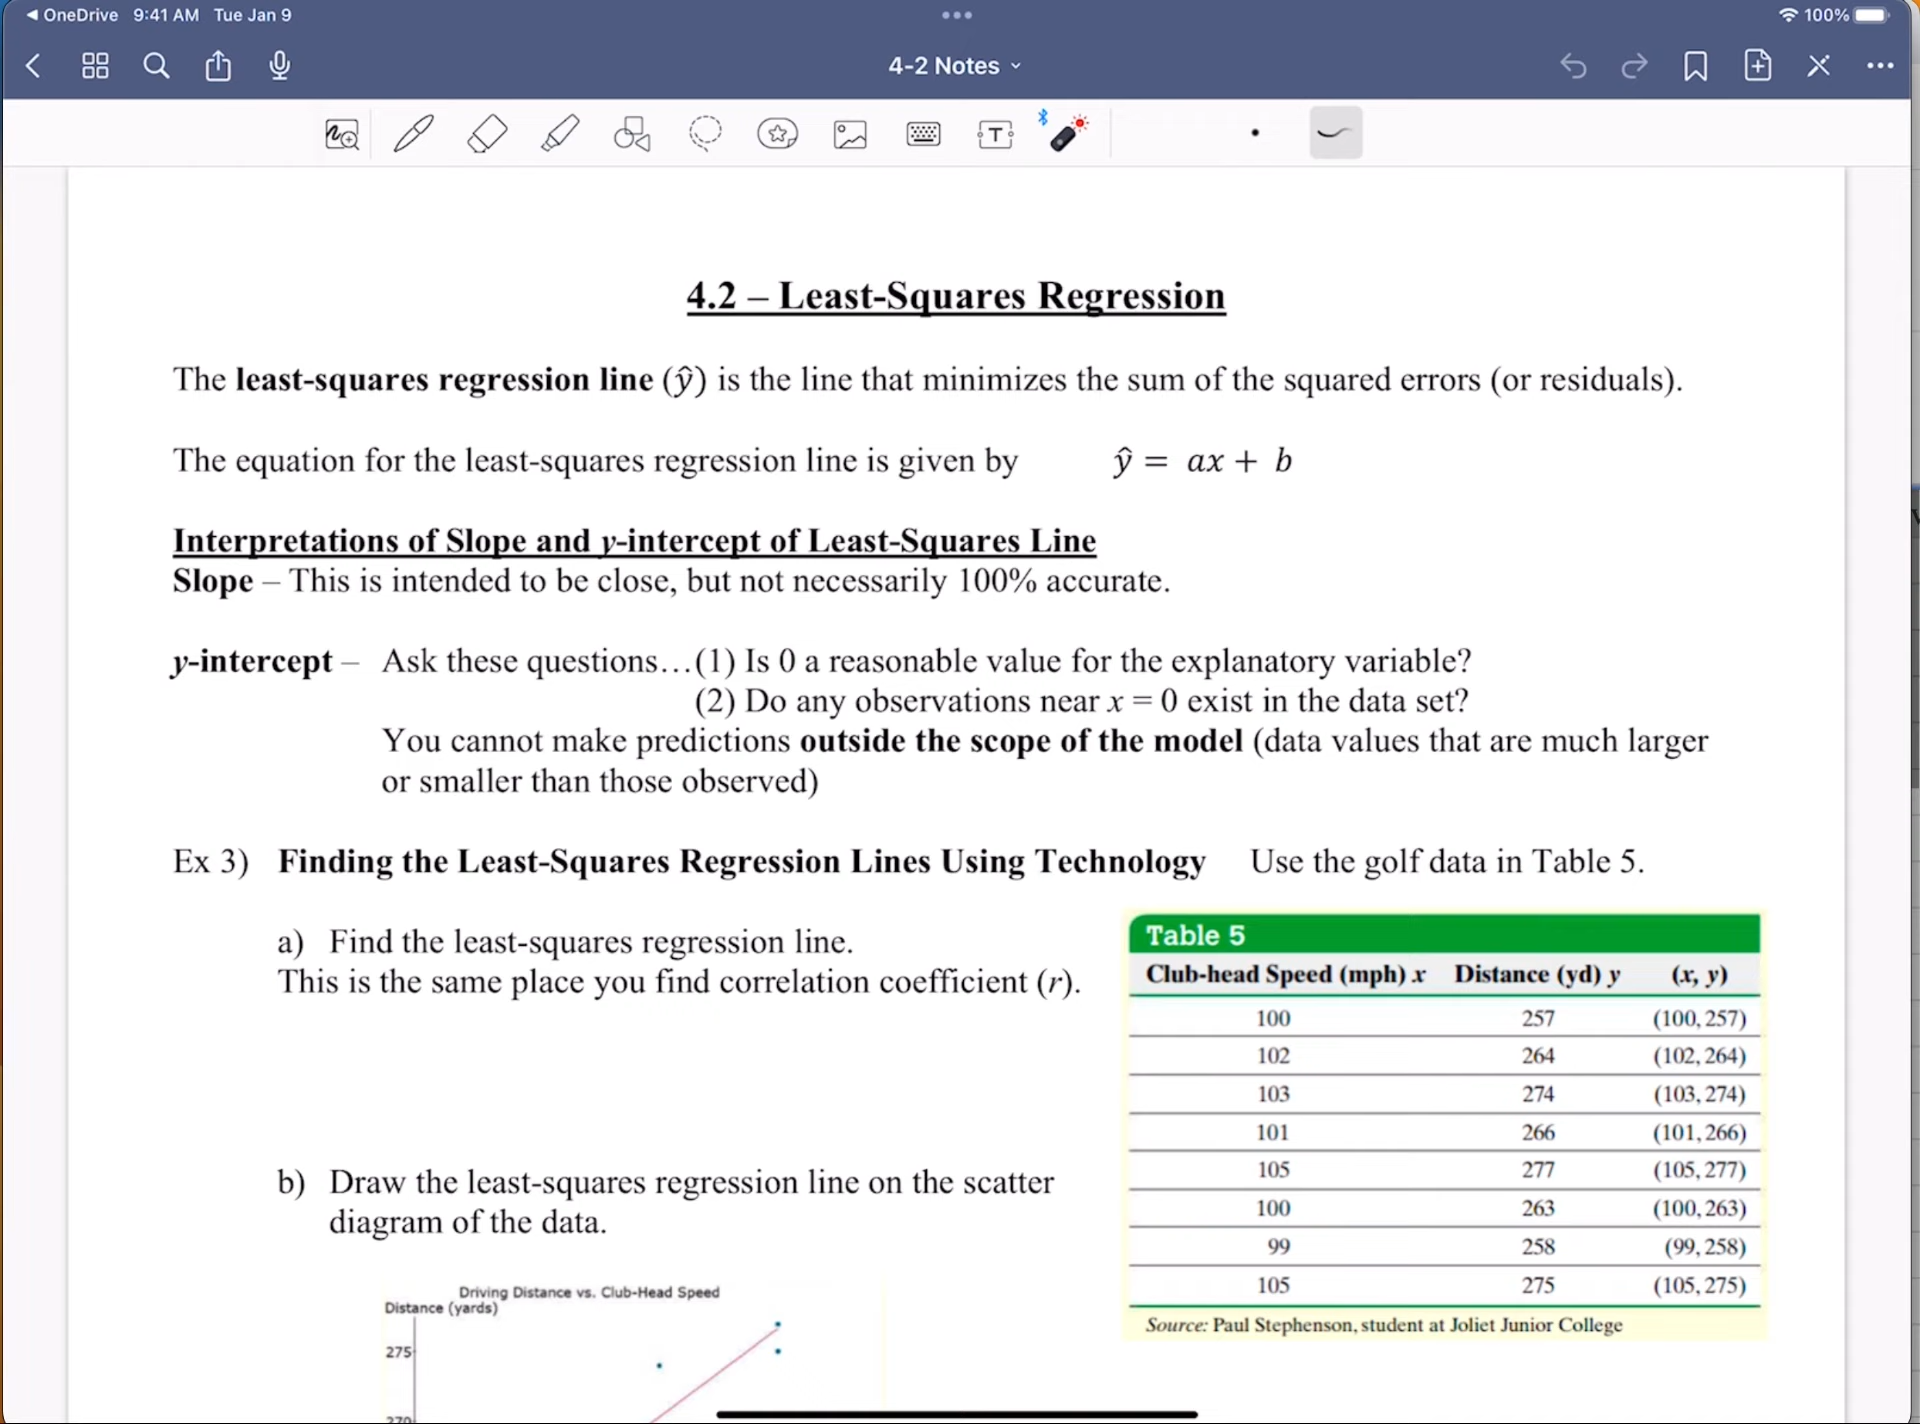 OneDrive 9:41 AM Tue Jan 9
100%
4-2 Notes
T
4.2 – Least-Squares Regression
The least-squares regression line (ŷ) is the line that minimizes the sum of the squared errors (or residuals).
The equation for the least-squares regression line is given by ŷ = ax + b
Interpretations of Slope and y-intercept of Least-Squares Line
Slope – This is intended to be close, but not necessarily 100% accurate.
y-intercept – Ask these questions…(1) Is 0 a reasonable value for the explanatory variable?
(2) Do any observations near x = 0 exist in the data set?
You cannot make predictions outside the scope of the model (data values that are much larger
or smaller than those observed)
Ex 3) Finding the Least-Squares Regression Lines Using Technology Use the golf data in Table 5.
a) Find the least-squares regression line.
This is the same place you find correlation coefficient (r).
b) Draw the least-squares regression line on the scatter
diagram of the data.
Table 5
Club-head Speed (mph) x Distance (yd) y (x, y)
100 257 (100, 257)
102 264 (102, 264)
103 274 (103, 274)
101 266 (101, 266)
105 277 (105, 277)
100 263 (100, 263)
99 258 (99, 258)
105 275 (105, 275)
Source: Paul Stephenson, student at Joliet Junior College
Driving Distance vs. Club-Head Speed
Distance (yards)
275
270